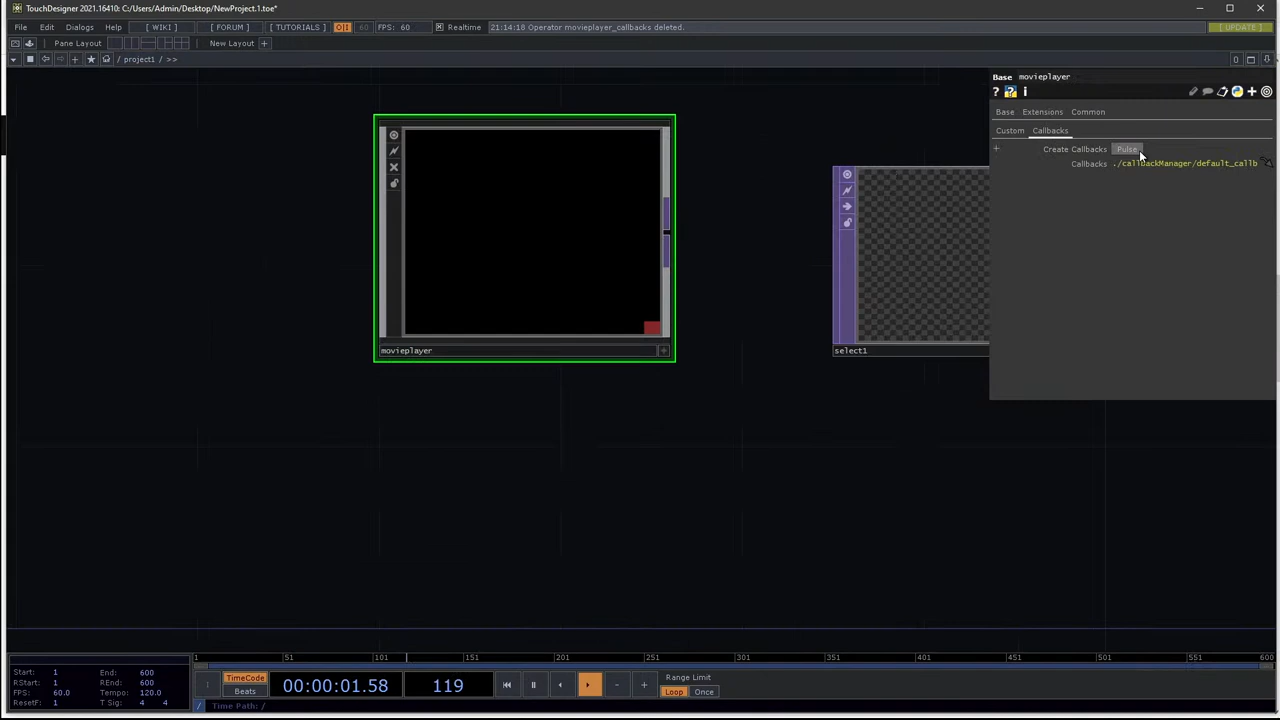 TouchDesigner 2021.16410: C:/Users/Admin/Desktop/NewProject.1.toe*
File Edit Dialogs Help [ WIKI ] [ FORUM ] [ TUTORIALS ] O|I 60 FPS: 60 Realtime 21:14:18 Operator movieplayer_callbacks deleted. [ UPDATE ]
Pane Layout New Layout +
/ project1 / >>
Base movieplayer
? ? i
Base Extensions Common
Custom Callbacks
+ Create Callbacks Pulse
Callbacks ./callbackManager/default_callb
movieplayer
select1
1 51 101 151 201 251 301 351 401 451 501 551 600
Start: 1 End: 600
RStart: 1 REnd: 600
FPS: 60.0 Tempo: 120.0
ResetF: 1 T Sig: 4 4
TimeCode
Beats
00:00:01.58 119
Range Limit
Loop Once
/ Time Path: /